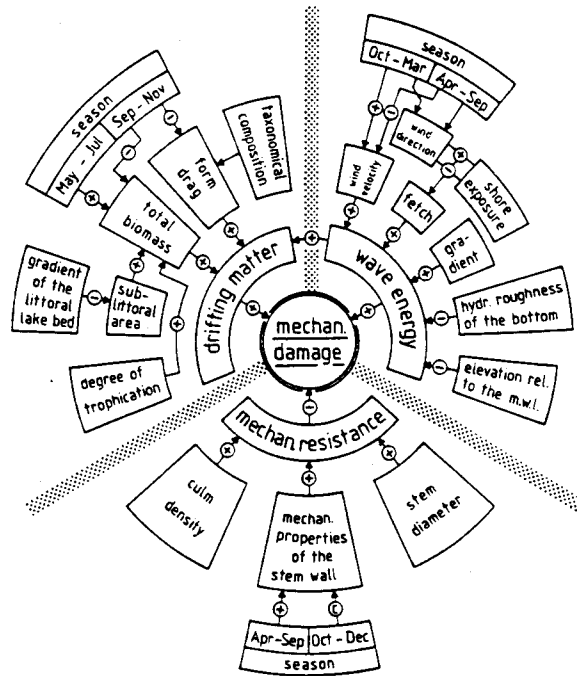 season
May - Jul
Sep - Nov
-
-
+
form
drag
taxonomical
composition
total
biomass
+
+
gradient
of the
littoral
lake bed
-
sub-
littoral
area
+
+
degree of
trophication
drifting matter
+
season
Oct - Mar
Apr - Sep
+
-
wind
direction
+
-
wind
velocity
shore
exposure
fetch
+
+
gra-
dient
+
+
wave energy
+
hydr. roughness
of the bottom
-
elevation rel.
to the m.w.l.
-
mechan.
damage
-
mechan. resistance
+
+
+
culm
density
mechan.
properties
of the
stem wall
stem
diameter
+
C
Apr-Sep
Oct - Dec
season